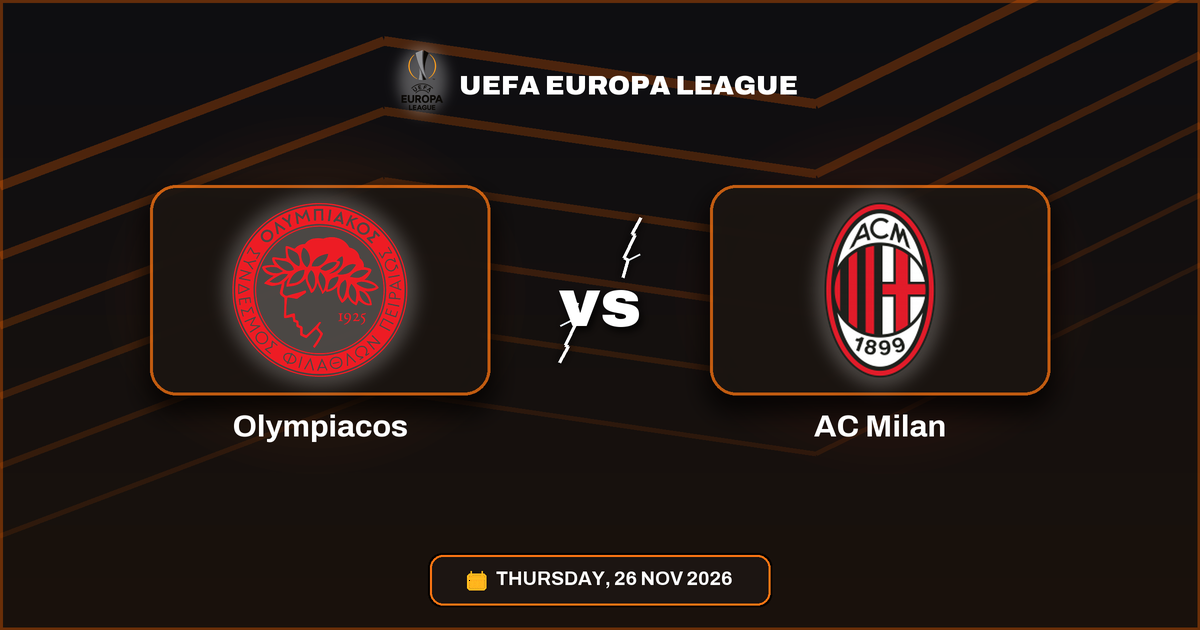 UEFA
EUROPA
LEAGUE
UEFA EUROPA LEAGUE
ΟΛΥΜΠΙΑΚΟΣ
ΣΥΝΔΕΣΜΟΣ ΦΙΛΑΘΛΩΝ ΠΕΙΡΑΙΩΣ
1925
VS
ACM
1899
Olympiacos
AC Milan
THURSDAY, 26 NOV 2026